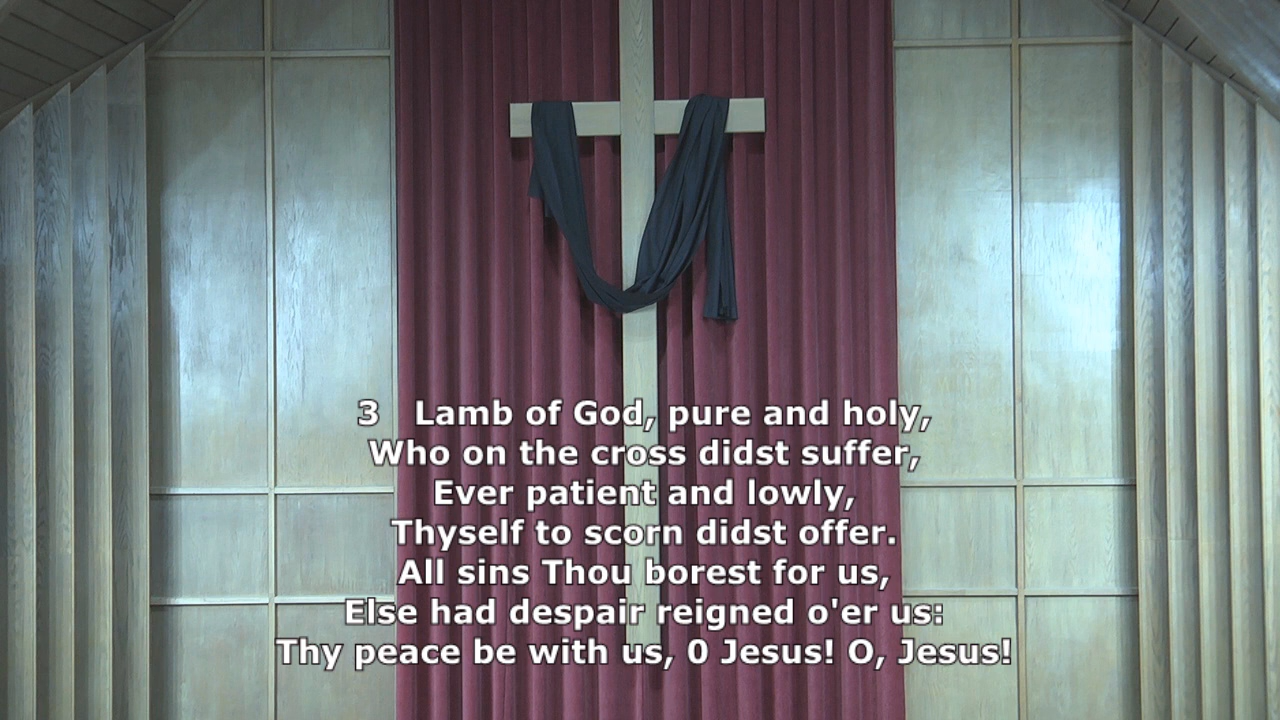 3 Lamb of God, pure and holy,
Who on the cross didst suffer,
Ever patient and lowly,
Thyself to scorn didst offer.
All sins Thou borest for us,
Else had despair reigned o'er us:
Thy peace be with us, 0 Jesus! O, Jesus!